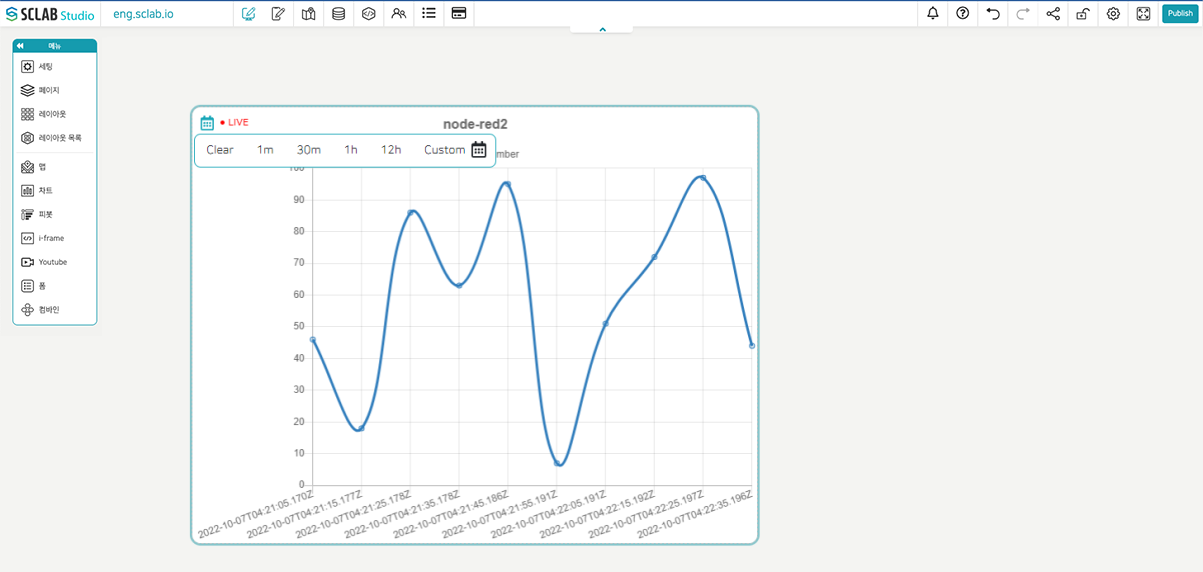 SCLAB Studio
eng.sclab.io
Publish
메뉴
세팅
페이지
레이아웃
레이아웃 목록
맵
차트
피봇
i-frame
Youtube
폼
컴바인
LIVE
node-red2
Clear 1m 30m 1h 12h Custom
mber
100
90
80
70
60
50
40
30
20
10
0
2022-10-07T04:21:05.170Z
2022-10-07T04:21:15.177Z
2022-10-07T04:21:25.178Z
2022-10-07T04:21:35.178Z
2022-10-07T04:21:45.186Z
2022-10-07T04:21:55.191Z
2022-10-07T04:22:05.191Z
2022-10-07T04:22:15.192Z
2022-10-07T04:22:25.197Z
2022-10-07T04:22:35.196Z